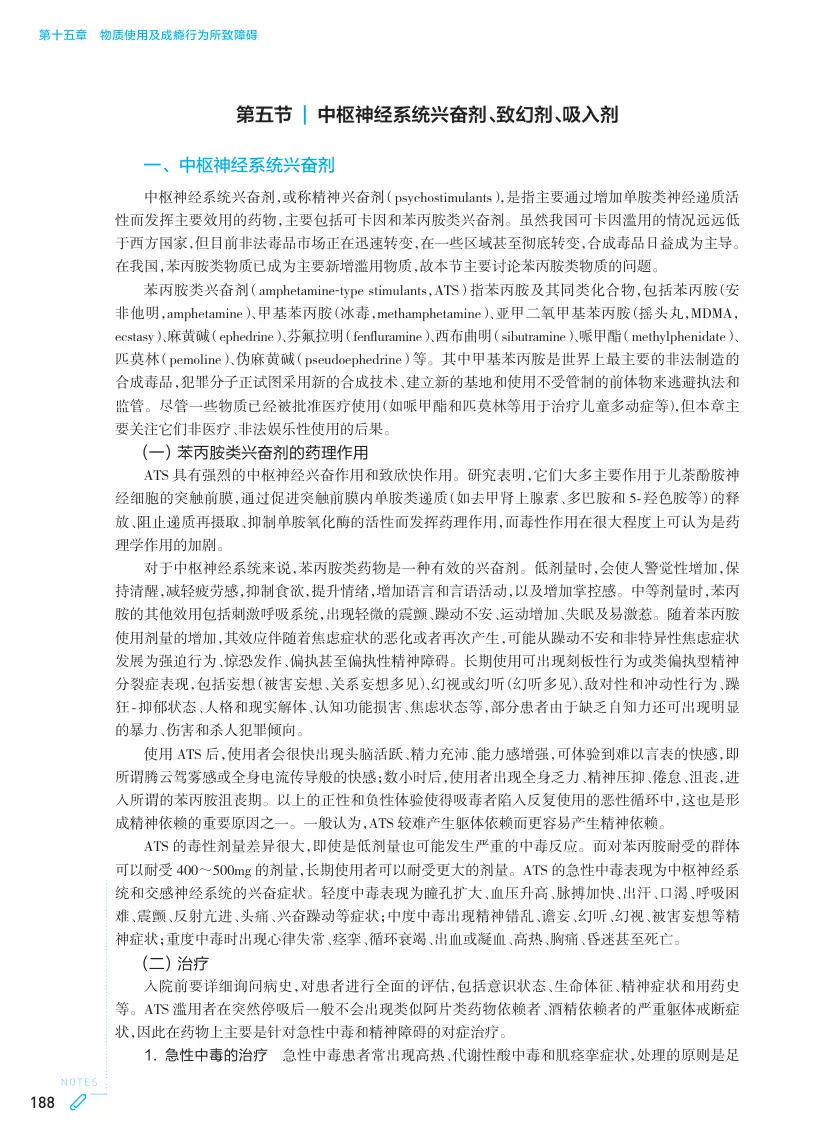 第十五章 物质使用及成瘾行为所致障碍
第五节 | 中枢神经系统兴奋剂、致幻剂、吸入剂
一、中枢神经系统兴奋剂
中枢神经系统兴奋剂,或称精神兴奋剂(psychostimulants),是指主要通过增加单胺类神经递质活
性而发挥主要效用的药物,主要包括可卡因和苯丙胺类兴奋剂。虽然我国可卡因滥用的情况远远低
于西方国家,但目前非法毒品市场正在迅速转变,在一些区域甚至彻底转变,合成毒品日益成为主导。
在我国,苯丙胺类物质已成为主要新增滥用物质,故本节主要讨论苯丙胺类物质的问题。
苯丙胺类兴奋剂(amphetamine-type stimulants,ATS)指苯丙胺及其同类化合物,包括苯丙胺(安
非他明,amphetamine)、甲基苯丙胺(冰毒,methamphetamine)、亚甲二氧甲基苯丙胺(摇头丸,MDMA,
ecstasy)、麻黄碱(ephedrine)、芬氟拉明(fenfluramine)、西布曲明(sibutramine)、哌甲酯(methylphenidate)、
匹莫林(pemoline)、伪麻黄碱(pseudoephedrine)等。其中甲基苯丙胺是世界上最主要的非法制造的
合成毒品,犯罪分子正试图采用新的合成技术、建立新的基地和使用不受管制的前体物来逃避执法和
监管。尽管一些物质已经被批准医疗使用(如哌甲酯和匹莫林等用于治疗儿童多动症等),但本章主
要关注它们非医疗、非法娱乐性使用的后果。
(一)苯丙胺类兴奋剂的药理作用
ATS 具有强烈的中枢神经兴奋作用和致欣快作用。研究表明,它们大多主要作用于儿茶酚胺神
经细胞的突触前膜,通过促进突触前膜内单胺类递质(如去甲肾上腺素、多巴胺和 5-羟色胺等)的释
放、阻止递质再摄取、抑制单胺氧化酶的活性而发挥药理作用,而毒性作用在很大程度上可认为是药
理学作用的加剧。
对于中枢神经系统来说,苯丙胺类药物是一种有效的兴奋剂。低剂量时,会使人警觉性增加,保
持清醒,减轻疲劳感,抑制食欲,提升情绪,增加语言和言语活动,以及增加掌控感。中等剂量时,苯丙
胺的其他效用包括刺激呼吸系统,出现轻微的震颤、躁动不安、运动增加、失眠及易激惹。随着苯丙胺
使用剂量的增加,其效应伴随着焦虑症状的恶化或者再次产生,可能从躁动不安和非特异性焦虑症状
发展为强迫行为、惊恐发作、偏执甚至偏执性精神障碍。长期使用可出现刻板性行为或类偏执型精神
分裂症表现,包括妄想(被害妄想、关系妄想多见)、幻视或幻听(幻听多见)、敌对性和冲动性行为、躁
狂-抑郁状态、人格和现实解体、认知功能损害、焦虑状态等,部分患者由于缺乏自知力还可出现明显
的暴力、伤害和杀人犯罪倾向。
使用 ATS 后,使用者会很快出现头脑活跃、精力充沛、能力感增强,可体验到难以言表的快感,即
所谓腾云驾雾感或全身电流传导般的快感;数小时后,使用者出现全身乏力、精神压抑、倦怠、沮丧,进
入所谓的苯丙胺沮丧期。以上的正性和负性体验使得吸毒者陷入反复使用的恶性循环中,这也是形
成精神依赖的重要原因之一。一般认为,ATS 较难产生躯体依赖而更容易产生精神依赖。
ATS 的毒性剂量差异很大,即使是低剂量也可能发生严重的中毒反应。而对苯丙胺耐受的群体
可以耐受 400～500mg 的剂量,长期使用者可以耐受更大的剂量。ATS 的急性中毒表现为中枢神经系
统和交感神经系统的兴奋症状。轻度中毒表现为瞳孔扩大、血压升高、脉搏加快、出汗、口渴、呼吸困
难、震颤、反射亢进、头痛、兴奋躁动等症状;中度中毒出现精神错乱、谵妄、幻听、幻视、被害妄想等精
神症状;重度中毒时出现心律失常、痉挛、循环衰竭、出血或凝血、高热、胸痛、昏迷甚至死亡。
(二)治疗
入院前要详细询问病史,对患者进行全面的评估,包括意识状态、生命体征、精神症状和用药史
等。ATS 滥用者在突然停吸后一般不会出现类似阿片类药物依赖者、酒精依赖者的严重躯体戒断症
状,因此在药物上主要是针对急性中毒和精神障碍的对症治疗。
1. 急性中毒的治疗 急性中毒患者常出现高热、代谢性酸中毒和肌痉挛症状,处理的原则是足
NOTES
188